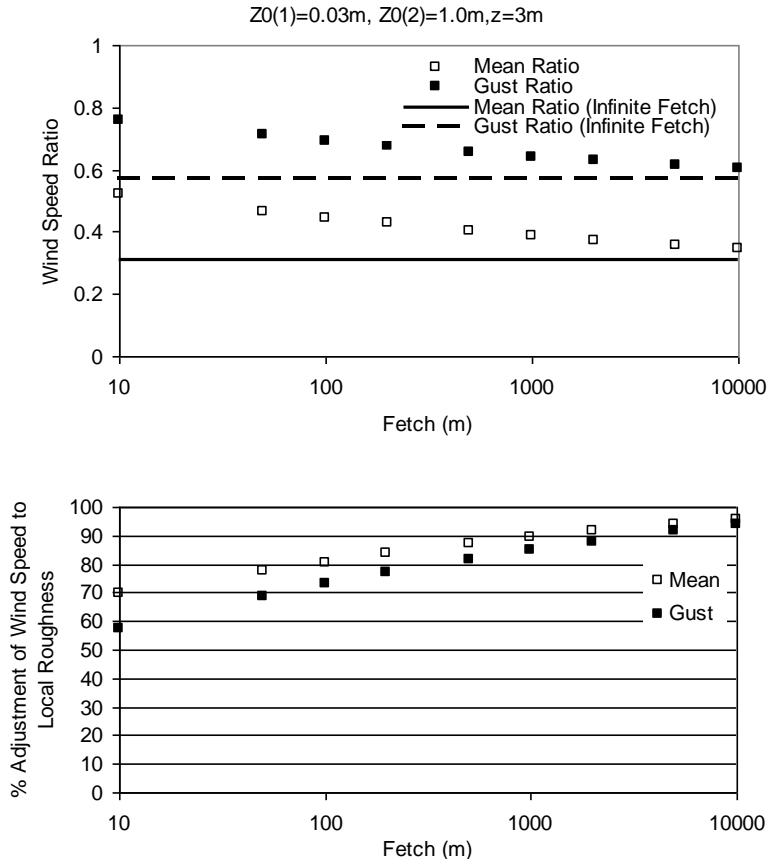 Z0(1)=0.03m, Z0(2)=1.0m,z=3m
1
0.8
0.6
0.4
0.2
0
Wind Speed Ratio
Mean Ratio
Gust Ratio
Mean Ratio (Infinite Fetch)
Gust Ratio (Infinite Fetch)
10
100
1000
10000
Fetch (m)
100
90
80
70
60
50
40
30
20
10
0
% Adjustment of Wind Speed to
Local Roughness
Mean
Gust
10
100
1000
10000
Fetch (m)